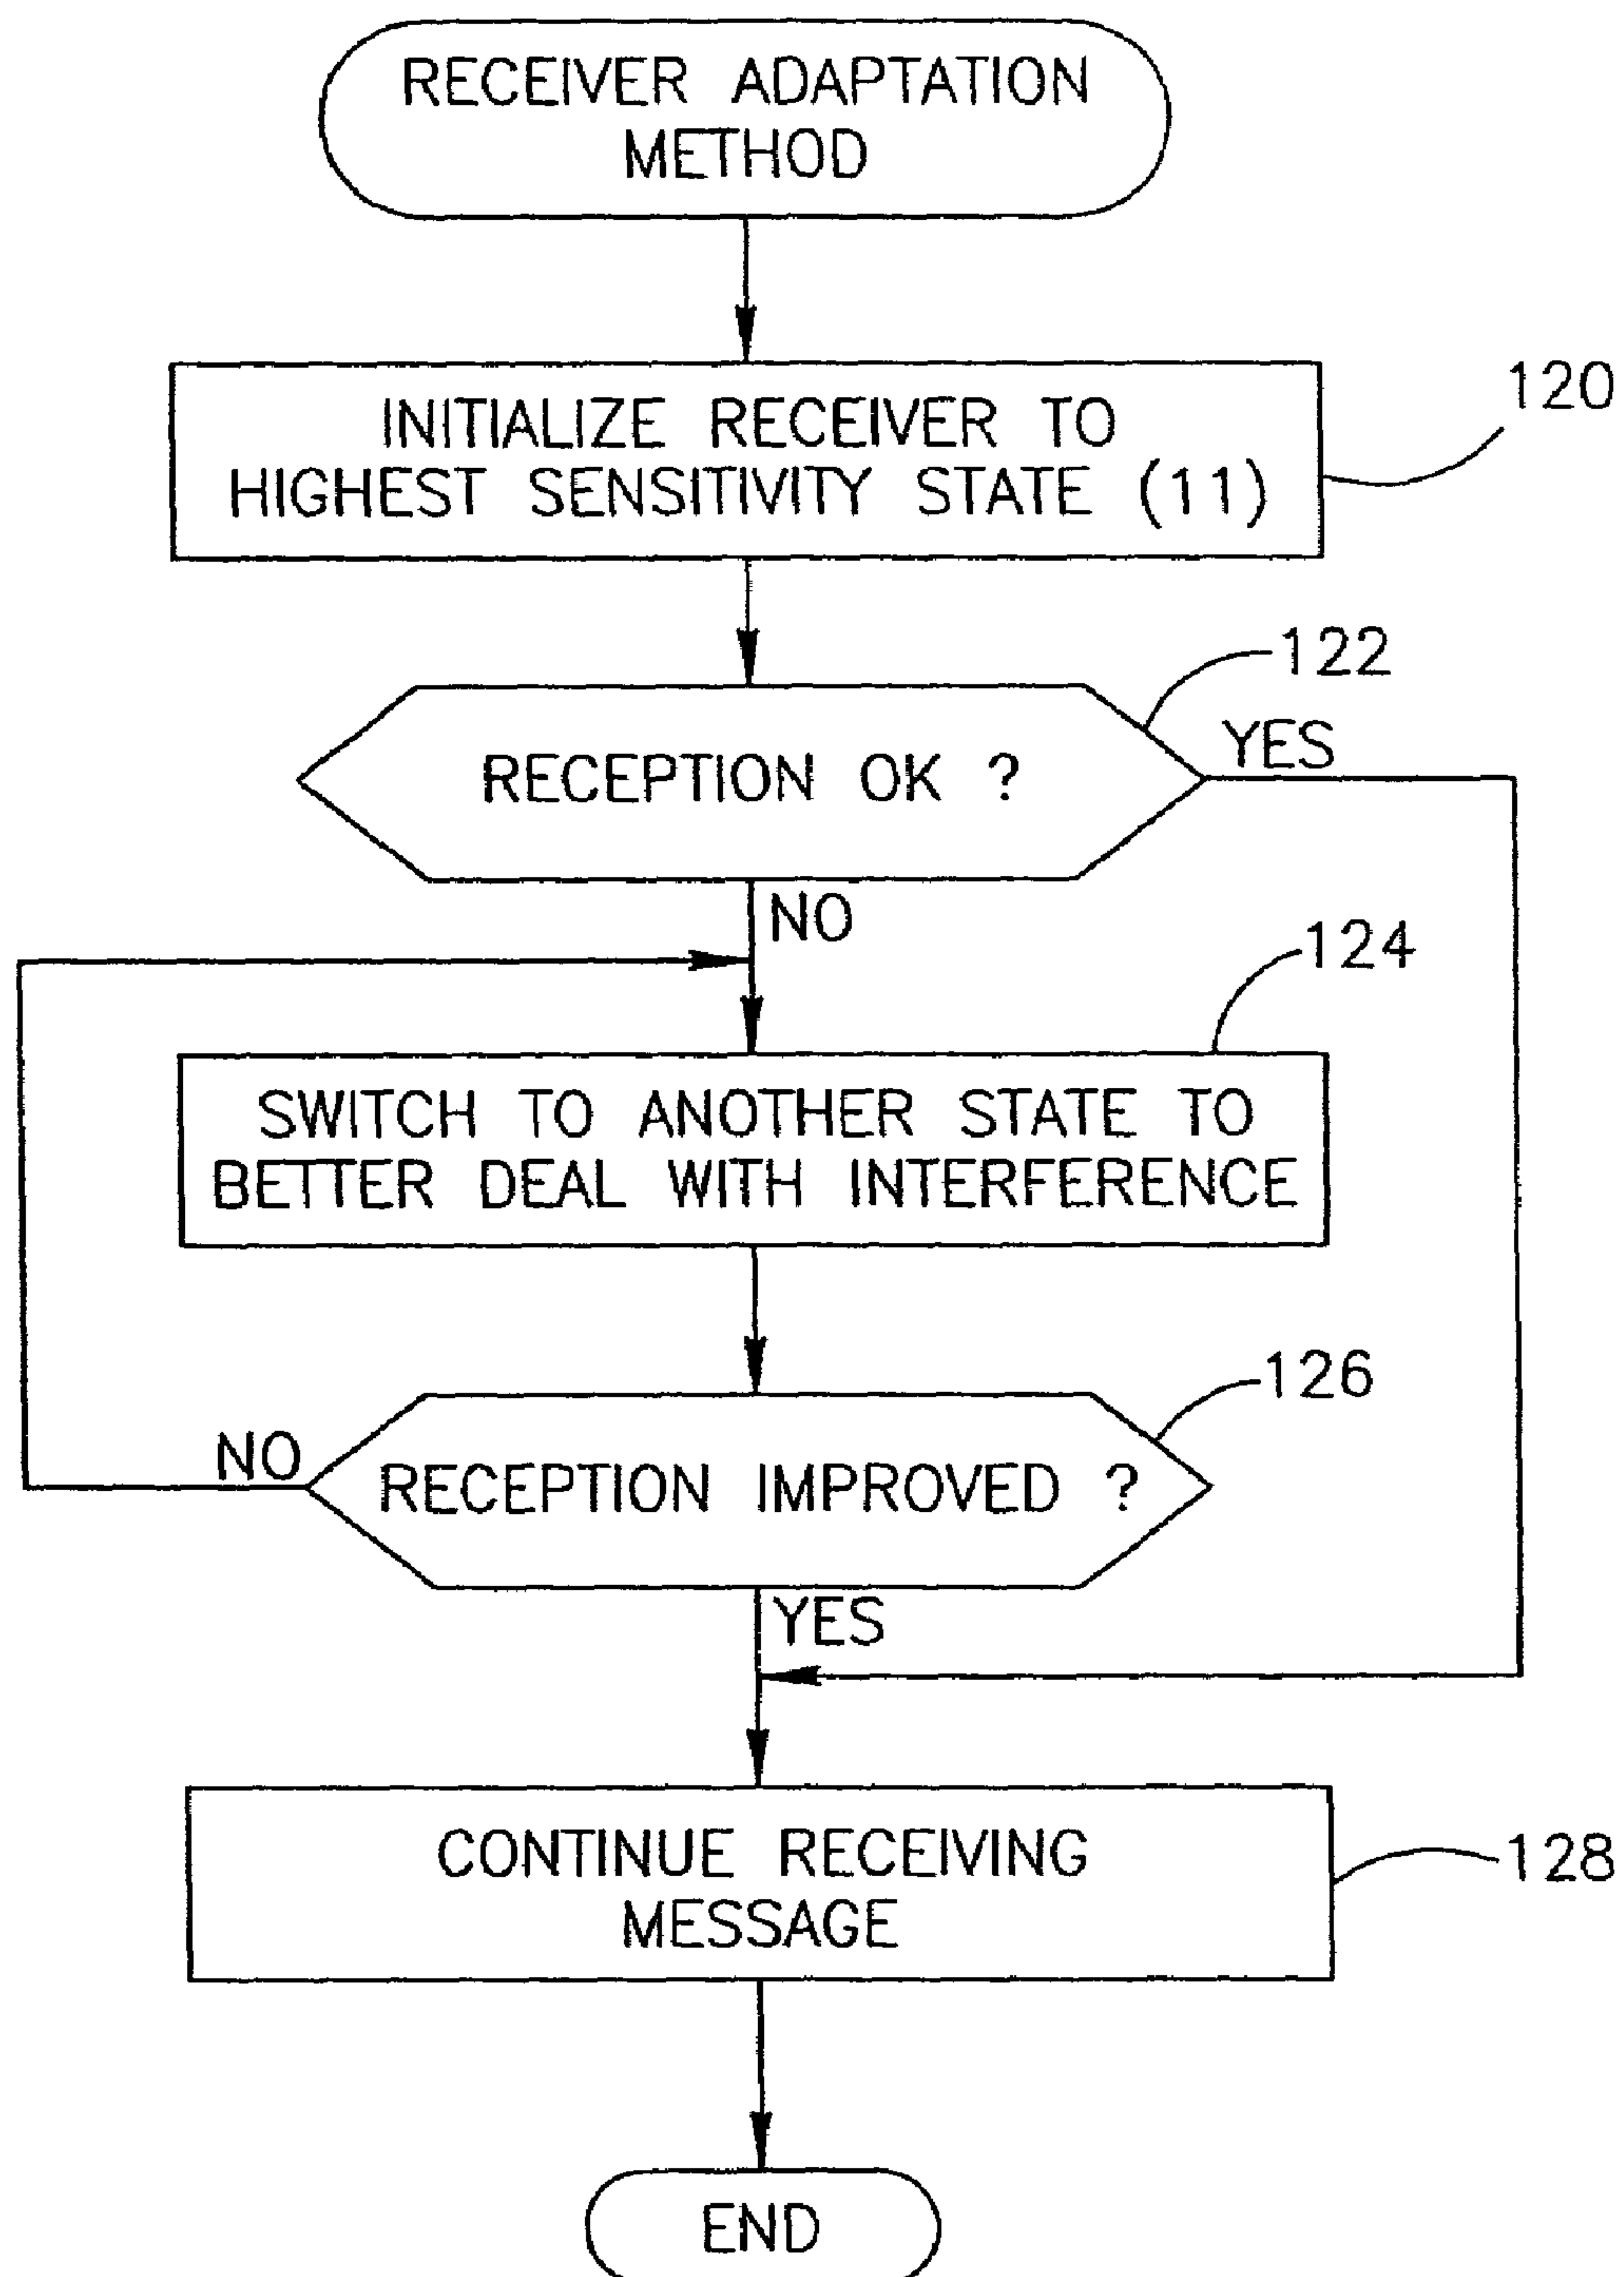 RECEIVER ADAPTATION
METHOD
INITIALIZE RECEIVER TO
HIGHEST SENSITIVITY STATE (11)
120
122
RECEPTION OK ?
YES
NO
124
SWITCH TO ANOTHER STATE TO
BETTER DEAL WITH INTERFERENCE
126
NO
RECEPTION IMPROVED ?
YES
CONTINUE RECEIVING
MESSAGE
128
END